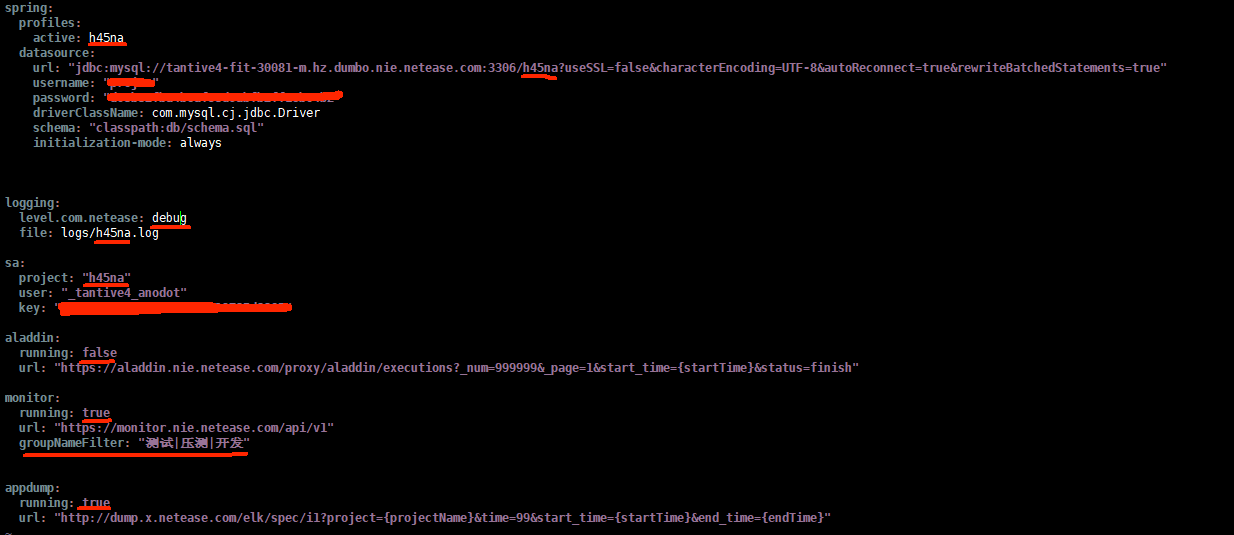 spring:
  profiles:
    active: h45na
  datasource:
    url: "jdbc:mysql://tantive4-fit-30081-m.hz.dumbo.nie.netease.com:3306/h45na?useSSL=false&characterEncoding=UTF-8&autoReconnect=true&rewriteBatchedStatements=true"
    username: "
    password: "
    driverClassName: com.mysql.cj.jdbc.Driver
    schema: "classpath:db/schema.sql"
    initialization-mode: always
logging:
  level.com.netease: debug
  file: logs/h45na.log
sa:
  project: "h45na"
  user: "_tantive4_anodot"
  key: "
aladdin:
  running: false
  url: "https://aladdin.nie.netease.com/proxy/aladdin/executions?_num=999999&_page=1&start_time={startTime}&status=finish"
monitor:
  running: true
  url: "https://monitor.nie.netease.com/api/v1"
  groupNameFilter: "测试|压测|开发"
appdump:
  running: true
  url: "http://dump.x.netease.com/elk/spec/i1?project={projectName}&time=99&start_time={startTime}&end_time={endTime}"
~